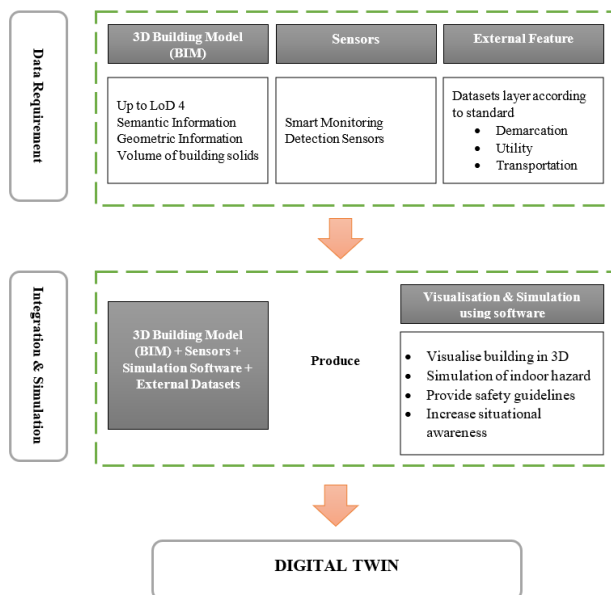 Data Requirement
3D Building Model
(BIM)
Up to LoD 4
Semantic Information
Geometric Information
Volume of building solids
Sensors
Smart Monitoring
Detection Sensors
External Feature
Datasets layer according
to standard
• Demarcation
• Utility
• Transportation
Integration &
Simulation
3D Building Model
(BIM) + Sensors +
Simulation Software +
External Datasets
Produce
Visualisation & Simulation
using software
• Visualise building in 3D
• Simulation of indoor hazard
• Provide safety guidelines
• Increase situational
awareness
DIGITAL TWIN